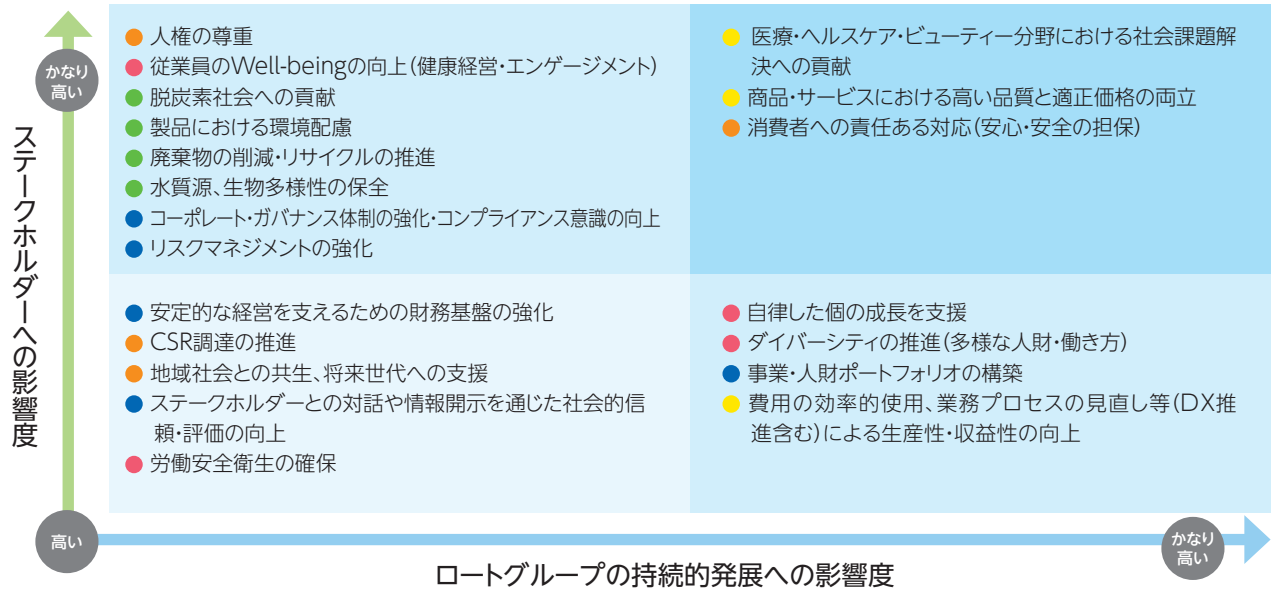 かなり
高い
ステークホルダーへの影響度
人権の尊重
従業員のWell-beingの向上(健康経営・エンゲージメント)
脱炭素社会への貢献
製品における環境配慮
廃棄物の削減・リサイクルの推進
水質源、生物多様性の保全
コーポレート・ガバナンス体制の強化・コンプライアンス意識の向上
リスクマネジメントの強化
医療・ヘルスケア・ビューティー分野における社会課題解
決への貢献
商品・サービスにおける高い品質と適正価格の両立
消費者への責任ある対応(安心・安全の担保)
安定的な経営を支えるための財務基盤の強化
CSR調達の推進
地域社会との共生、将来世代への支援
ステークホルダーとの対話や情報開示を通じた社会的信
頼・評価の向上
労働安全衛生の確保
自律した個の成長を支援
ダイバーシティの推進(多様な人財・働き方)
事業・人財ポートフォリオの構築
費用の効率的使用、業務プロセスの見直し等(DX推
進含む)による生産性・収益性の向上
高い
かなり
高い
ロートグループの持続的発展への影響度